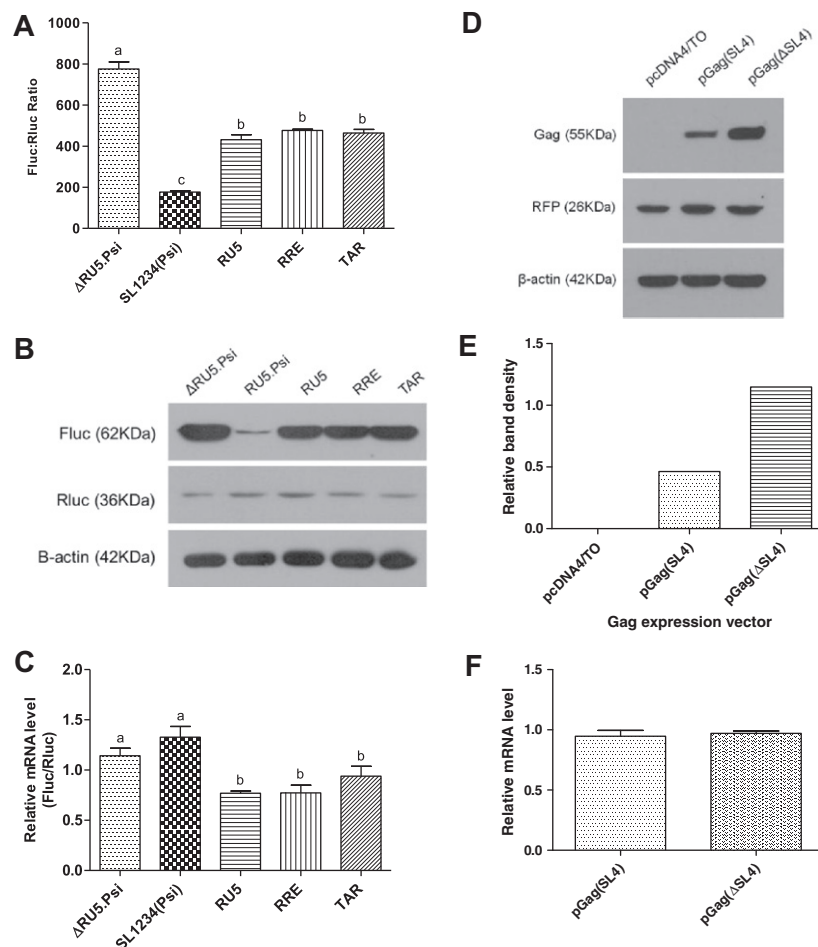 A
1000
800
600
400
200
0
Fluc:Rluc Ratio
a
c
b
b
b
ΔRU5.Psi
SL1234(Psi)
RU5
RRE
TAR
B
ΔRU5.Psi
RU5.Psi
RU5
RRE
TAR
Fluc (62KDa)
Rluc (36KDa)
B-actin (42KDa)
C
2.0
1.5
1.0
0.5
0.0
Relative mRNA level
(Fluc/Rluc)
a
a
b
b
b
ΔRU5.Psi
SL1234(Psi)
RU5
RRE
TAR
D
pcDNA4/TO
pGag(SL4)
pGag(ΔSL4)
Gag (55KDa)
RFP (26KDa)
β-actin (42KDa)
E
1.5
1.0
0.5
0.0
Relative band density
pcDNA4/TO
pGag(SL4)
pGag(ΔSL4)
Gag expression vector
F
1.5
1.0
0.5
0.0
Relative mRNA level
pGag(SL4)
pGag(ΔSL4)